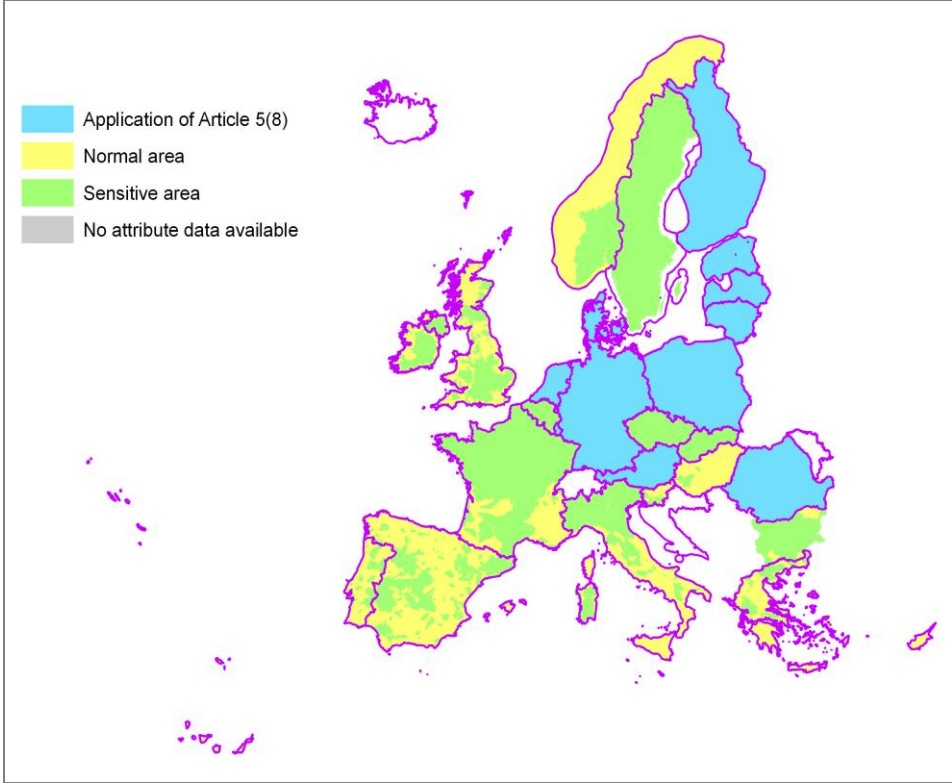 Application of Article 5(8)
Normal area
Sensitive area
No attribute data available